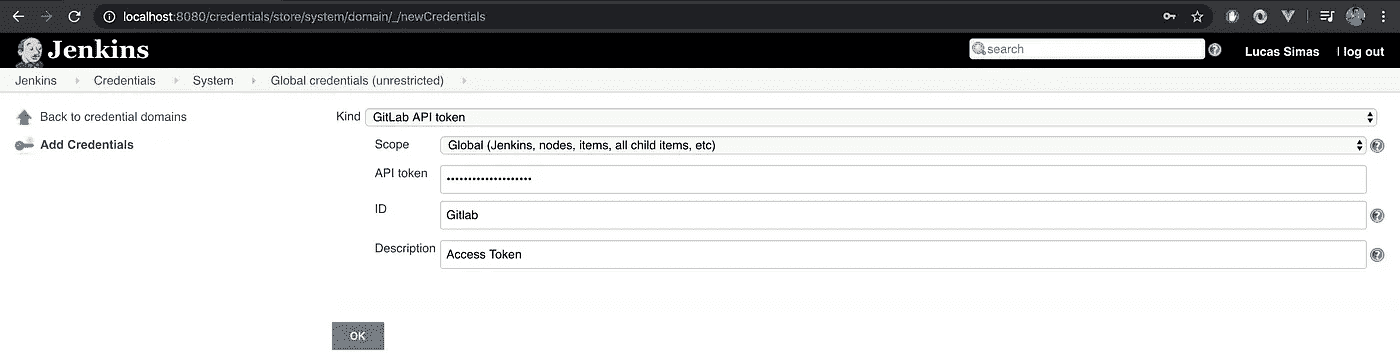 localhost:8080/credentials/store/system/domain/_/newCredentials
Jenkins
search
Lucas Simas
| log out
Jenkins Credentials System Global credentials (unrestricted)
Back to credential domains
Add Credentials
Kind GitLab API token
Scope Global (Jenkins, nodes, items, all child items, etc)
API token ••••••••••••••••••••
ID Gitlab
Description Access Token
OK